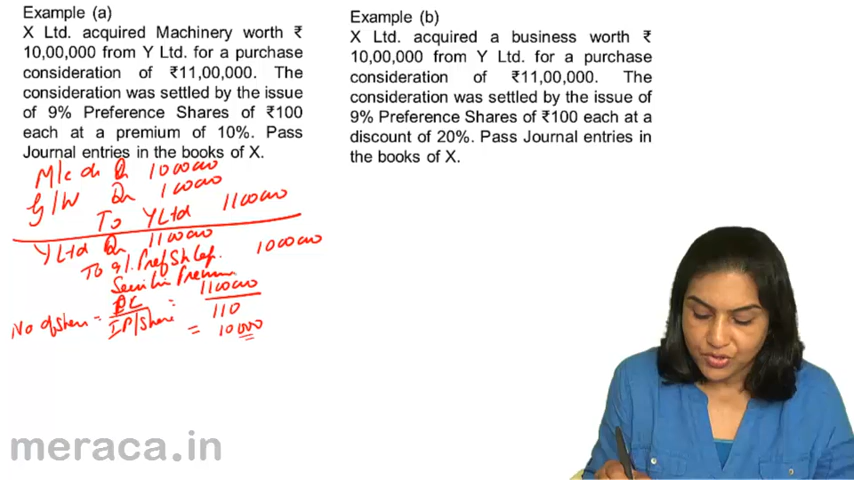 Example (a)
X Ltd. acquired Machinery worth ₹
10,00,000 from Y Ltd. for a purchase
consideration of ₹11,00,000. The
consideration was settled by the issue
of 9% Preference Shares of ₹100
each at a premium of 10%. Pass
Journal entries in the books of X.
M/c Dr 1000000
G/W Dr 100000
To Y Ltd 1100000
Y Ltd Dr 1100000
To 9% Pref Sh Cap. 1000000
Premium
No of Shares = PC / IP/Share = 1100000 / 110
= 10000
Example (b)
X Ltd. acquired a business worth ₹
10,00,000 from Y Ltd. for a purchase
consideration of ₹11,00,000. The
consideration was settled by the issue of
9% Preference Shares of ₹100 each at a
discount of 20%. Pass Journal entries in
the books of X.
meraca.in